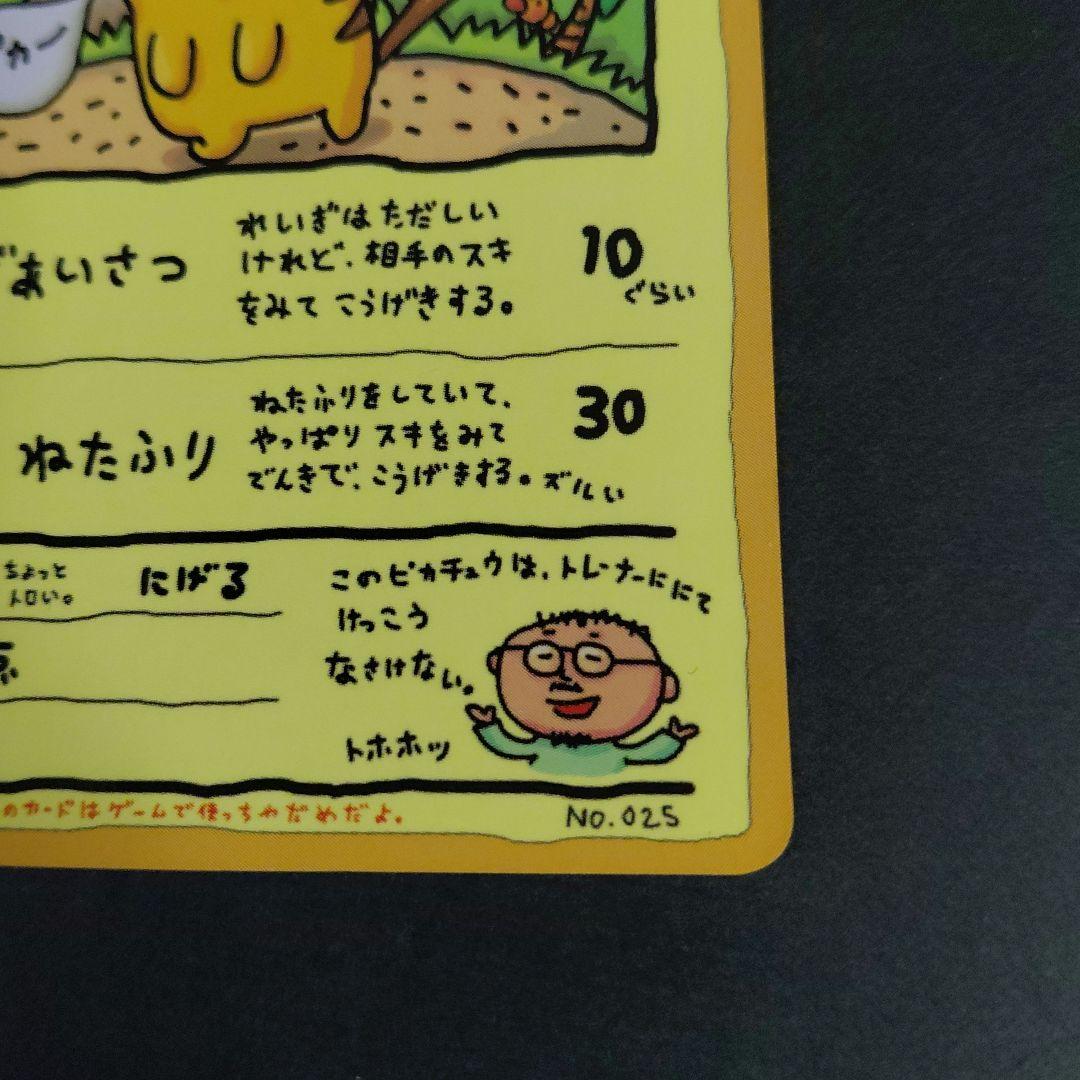 れいぎはただしい
けれど、相手のスキ
をみて こうげきする。
あいさつ
10
ぐらい
ねたふりをしていて、
やっぱり スキをみて
でんきで、こうげきする。ズルい
ねたふり
30
ちょっと
トロい。
にげる
このピカチュウは、トレーナーににて
けっこう
なさけない。
トホホッ
のカードはゲームで使っちゃだめだよ。
NO. 025